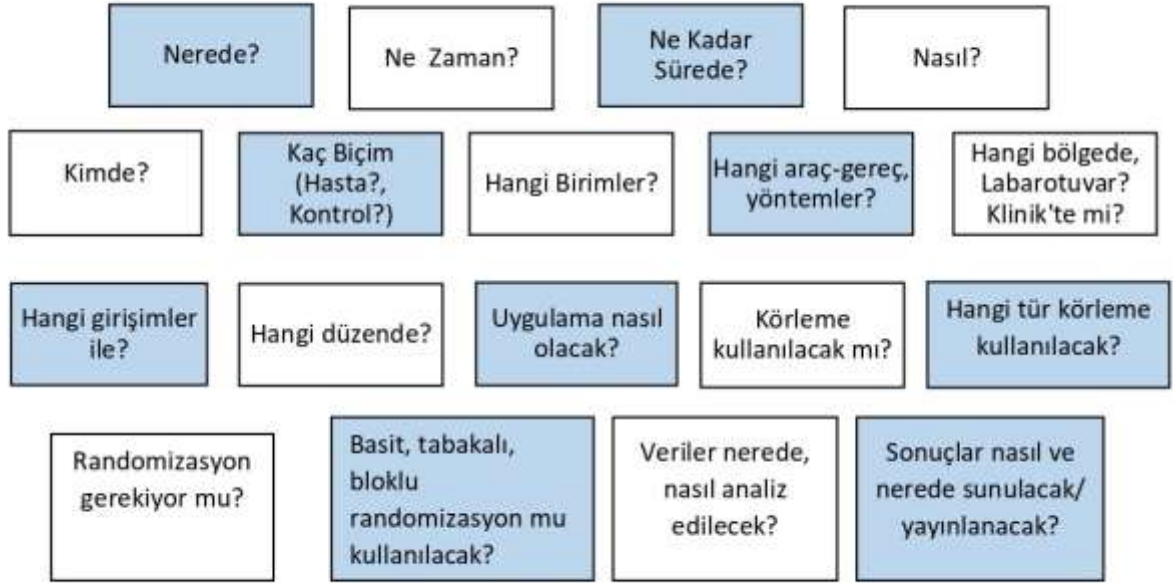 Nerede?
Ne Zaman?
Ne Kadar
Sürede?
Nasıl?
Kimde?
Kaç Biçim
(Hasta?,
Kontrol?)
Hangi Birimler?
Hangi araç-gereç,
yöntemler?
Hangi bölgede,
Labarotuvar?
Klinik'te mi?
Hangi girişimler
ile?
Hangi düzende?
Uygulama nasıl
olacak?
Körleme
kullanılacak mı?
Hangi tür körleme
kullanılacak?
Randomizasyon
gerekiyor mu?
Basit, tabakalı,
bloklu
randomizasyon mu
kullanılacak?
Veriler nerede,
nasıl analiz
edilecek?
Sonuçlar nasıl ve
nerede sunulacak/
yayınlanacak?